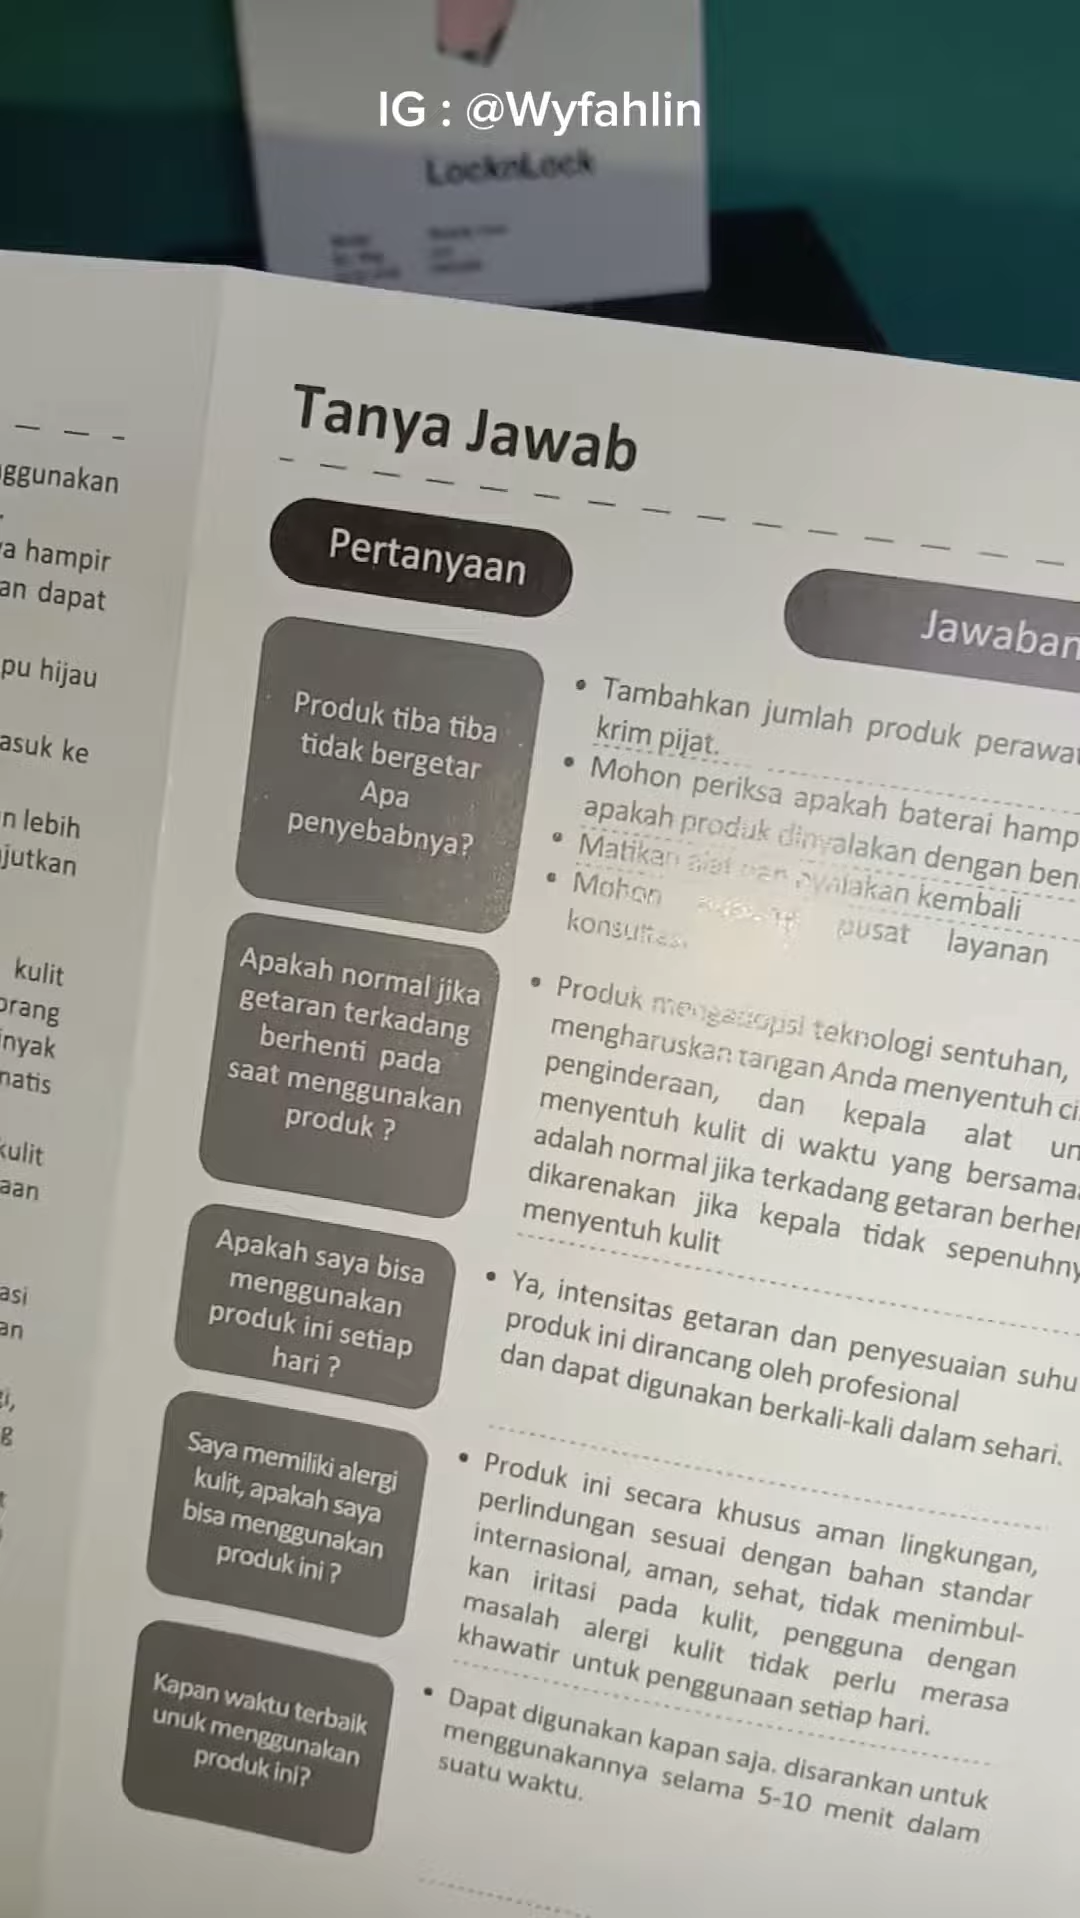 IG : @Wyfahlin
LocknLock
ggunakan
a hampir
an dapat
pu hijau
asuk ke
n lebih
jutkan
kulit
orang
inyak
natis
kulit
aan
asi
an
Tanya Jawab
Pertanyaan
Jawaban
Produk tiba tiba
tidak bergetar
Apa
penyebabnya?
Tambahkan jumlah produk perawat
krim pijat.
Mohon periksa apakah baterai hamp
apakah produk dinyalakan dengan ben
Matikan alat dan nyalakan kembali
Mohon pusat layanan
konsultasi
Apakah normal jika
getaran terkadang
berhenti pada
saat menggunakan
produk ?
Produk mengadopsi teknologi sentuhan,
mengharuskan tangan Anda menyentuh ci
penginderaan, dan kepala alat un
menyentuh kulit di waktu yang bersama
adalah normal jika terkadang getaran berhen
dikarenakan jika kepala tidak sepenuhny
menyentuh kulit
Apakah saya bisa
menggunakan
produk ini setiap
hari ?
Ya, intensitas getaran dan penyesuaian suhu
produk ini dirancang oleh profesional
dan dapat digunakan berkali-kali dalam sehari.
Saya memiliki alergi
kulit, apakah saya
bisa menggunakan
produk ini ?
Produk ini secara khusus aman lingkungan,
perlindungan sesuai dengan bahan standar
internasional, aman, sehat, tidak menimbul-
kan iritasi pada kulit, pengguna dengan
masalah alergi kulit tidak perlu merasa
khawatir untuk penggunaan setiap hari.
Kapan waktu terbaik
unuk menggunakan
produk ini?
Dapat digunakan kapan saja. disarankan untuk
menggunakannya selama 5-10 menit dalam
suatu waktu.